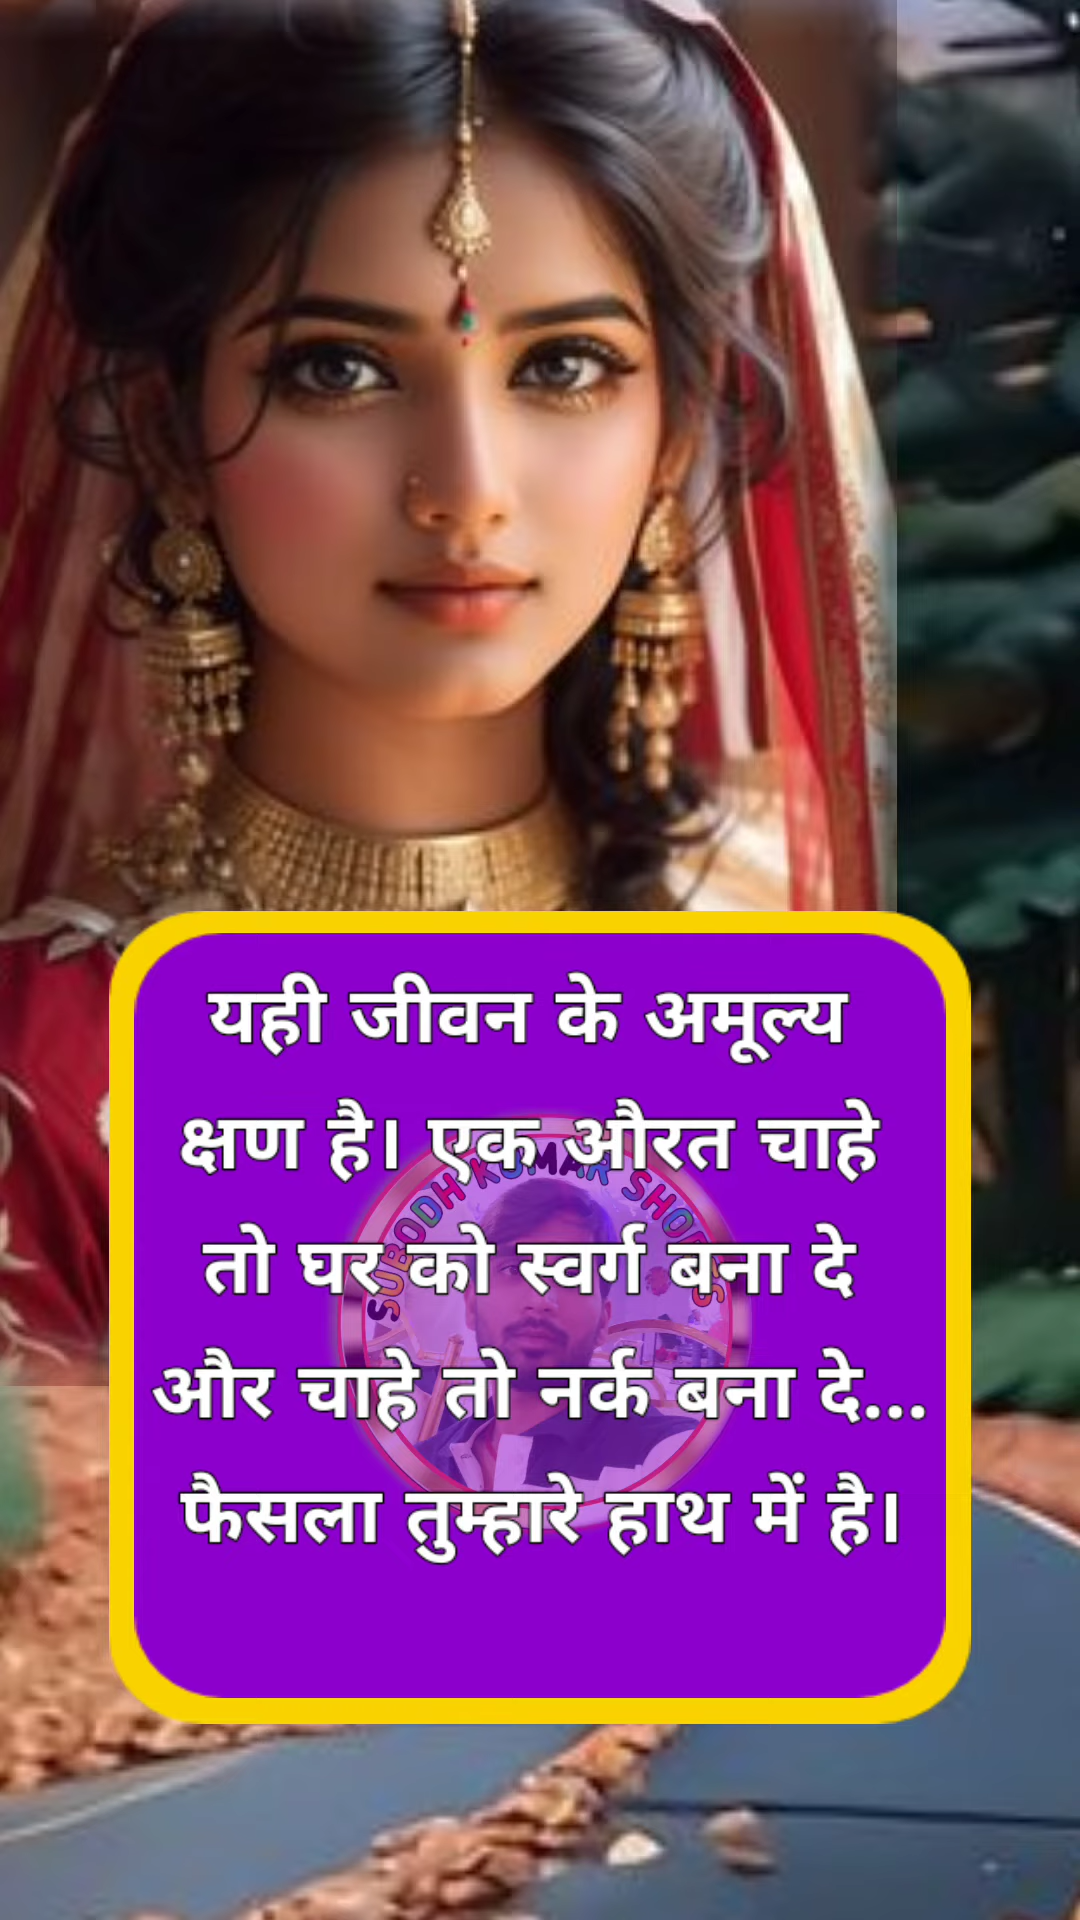 यही जीवन के अमूल्य
क्षण है। एक औरत चाहे
तो घर को स्वर्ग बना दे
और चाहे तो नर्क बना दे...
फैसला तुम्हारे हाथ में है।
SUBODH KUMAR SHORTS